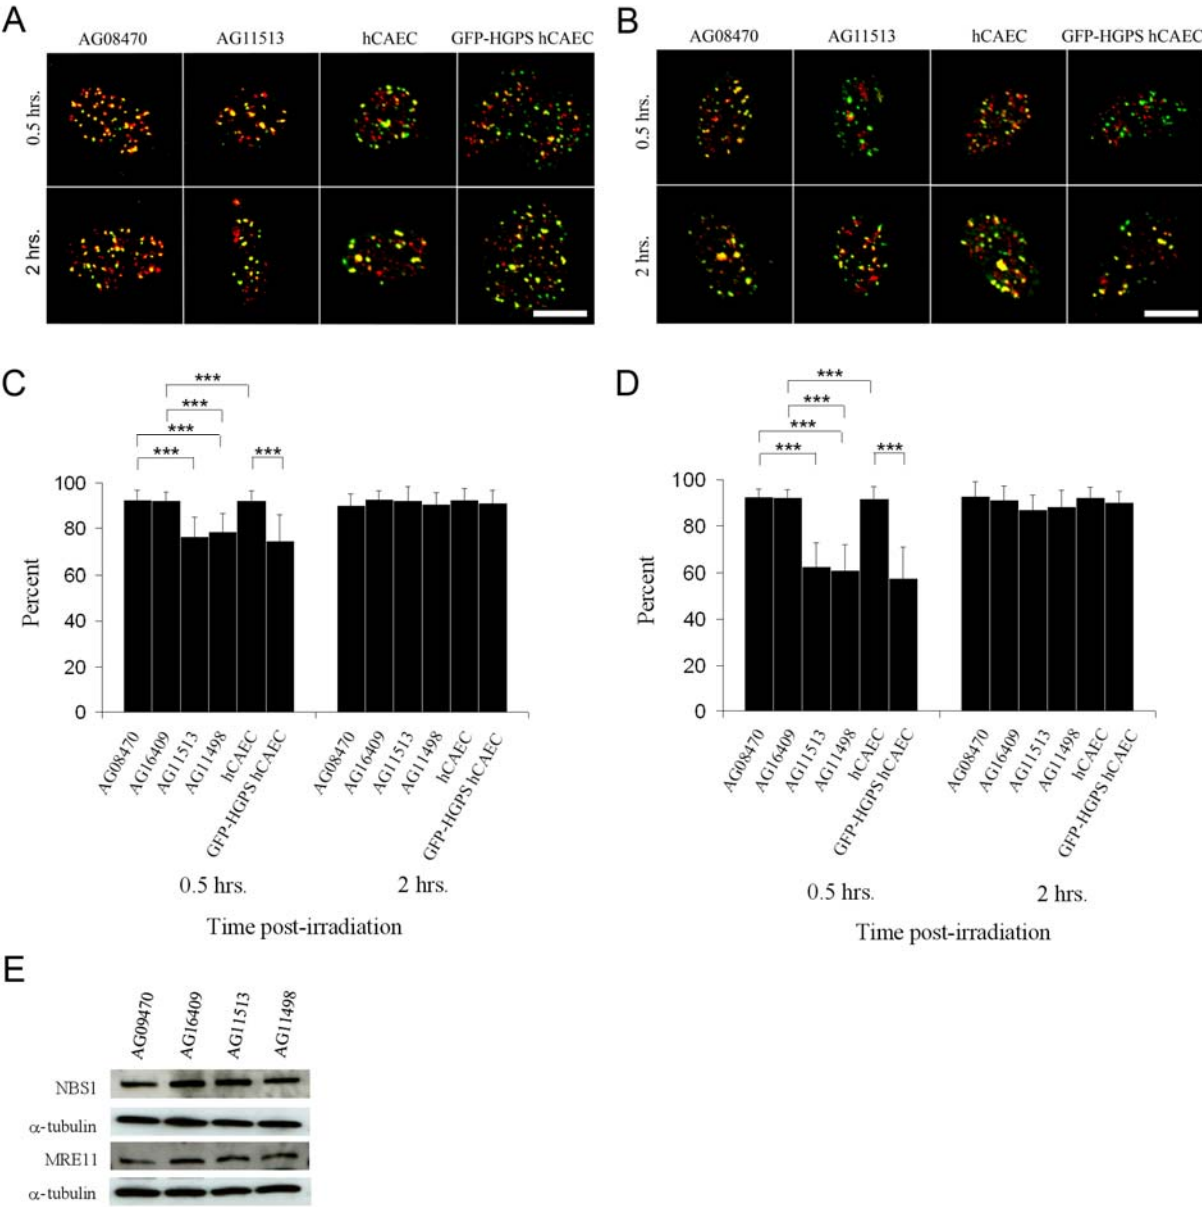 A
AG08470 AG11513 hCAEC GFP-HGPS hCAEC
0.5 hrs.
2 hrs.
B
AG08470 AG11513 hCAEC GFP-HGPS hCAEC
0.5 hrs.
2 hrs.
C
*** 
***
***
*** ***
Percent
100
80
60
40
20
0
AG08470 AG16409 AG11513 AG11498 hCAEC GFP-HGPS hCAEC AG08470 AG16409 AG11513 AG11498 hCAEC GFP-HGPS hCAEC
0.5 hrs. 2 hrs.
Time post-irradiation
D
***
***
***
*** ***
Percent
100
80
60
40
20
0
AG08470 AG16409 AG11513 AG11498 hCAEC GFP-HGPS hCAEC AG08470 AG16409 AG11513 AG11498 hCAEC GFP-HGPS hCAEC
0.5 hrs. 2 hrs.
Time post-irradiation
E
AG09470 AG16409 AG11513 AG11498
NBS1
α-tubulin
MRE11
α-tubulin